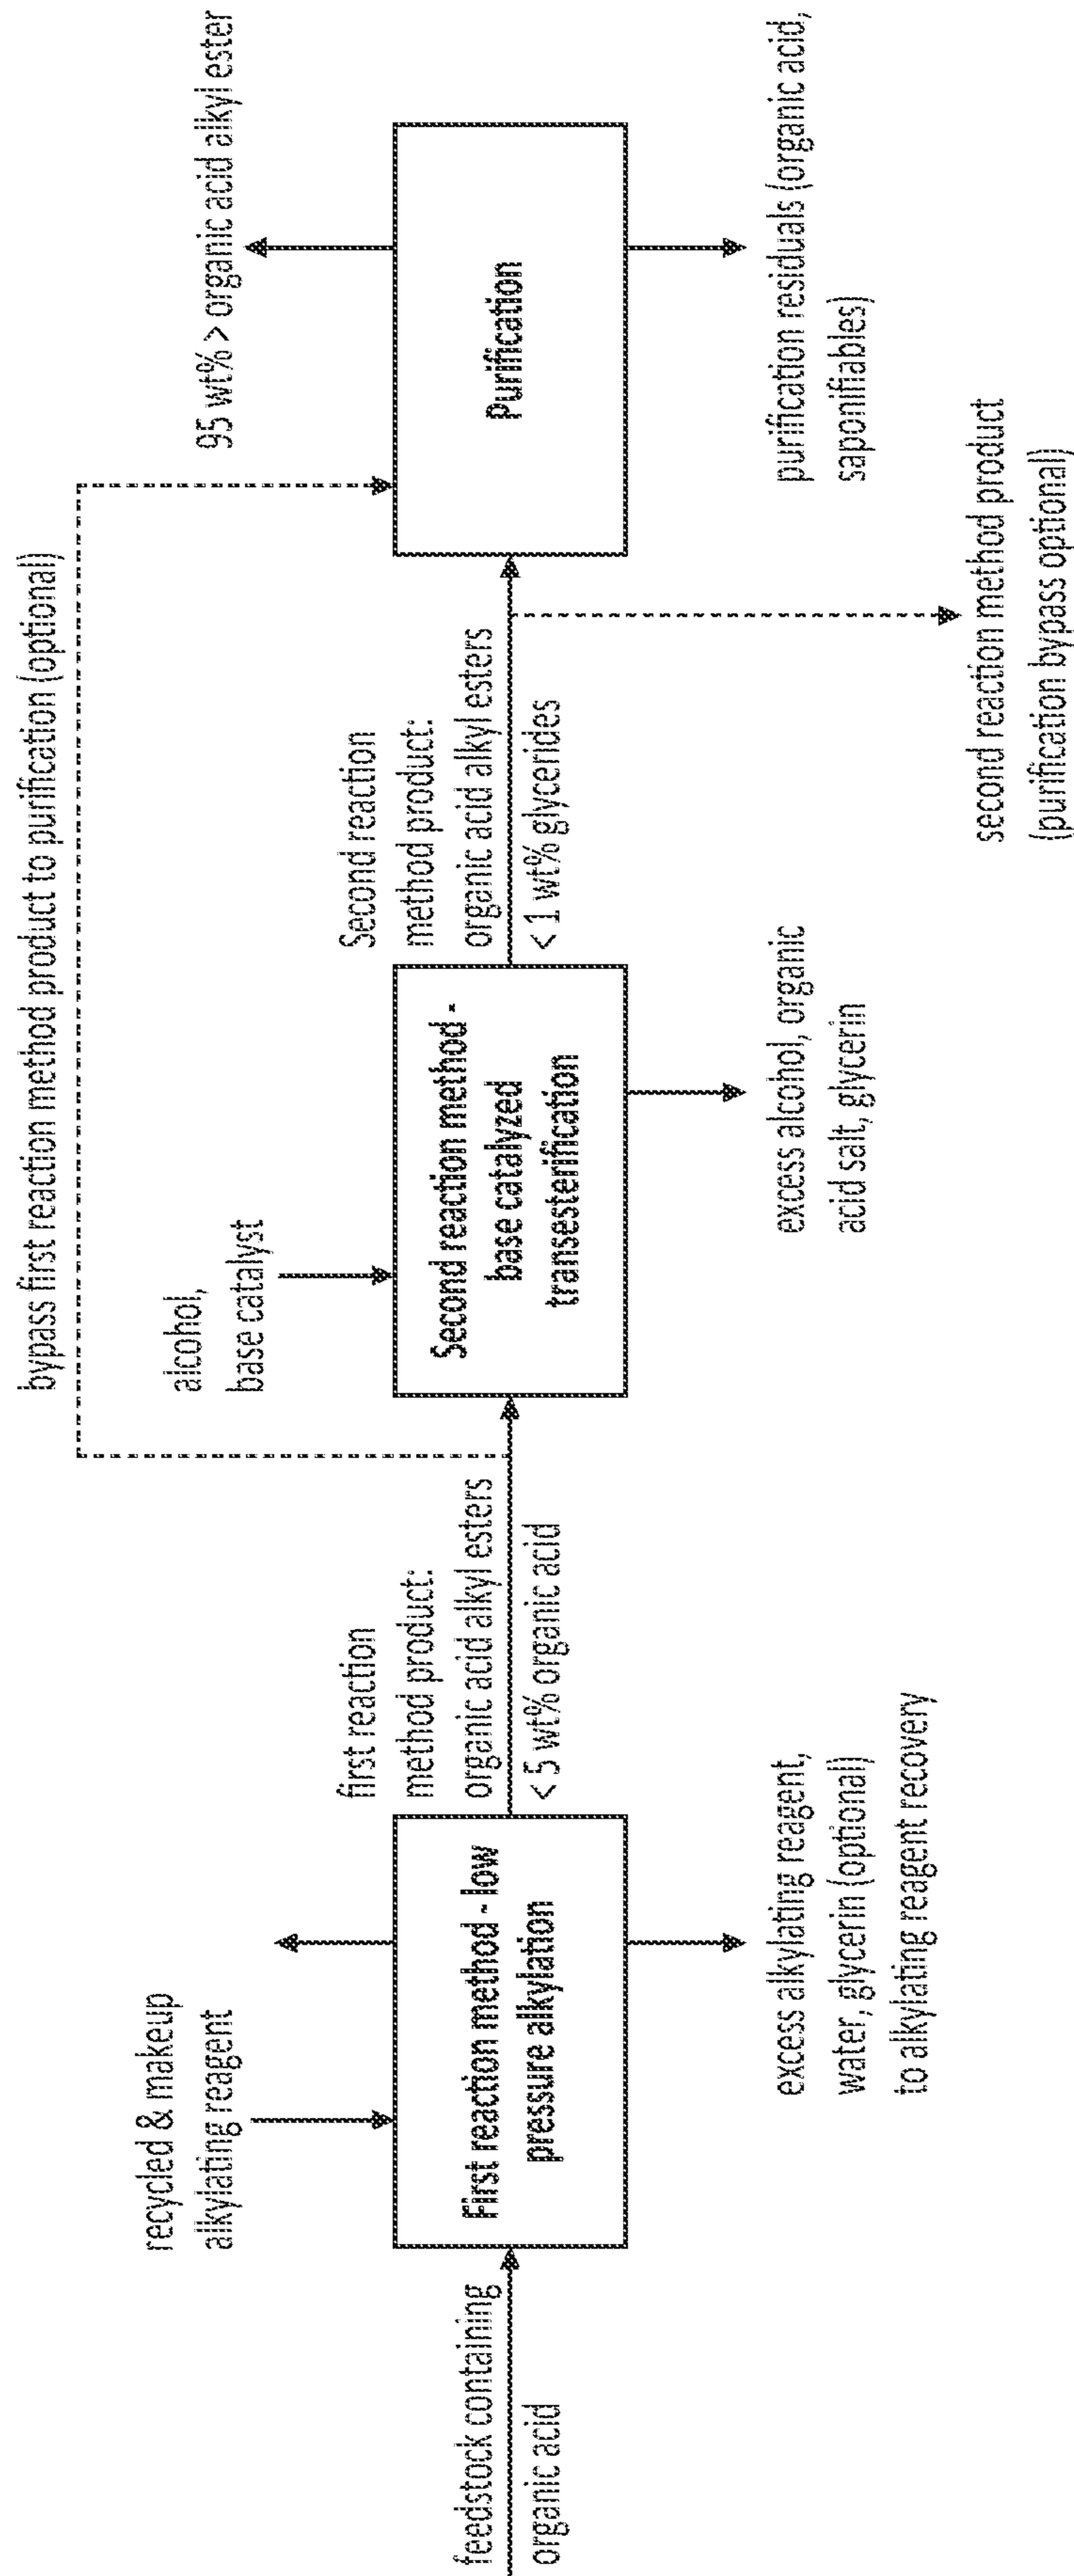 bypass first reaction method product to purification (optional)
recycled & makeup
alkylating reagent
alcohol,
base catalyst
95 wt% > organic acid alkyl ester
feedstock containing
organic acid
First reaction method - low
pressure alkylation
first reaction
method product:
organic acid alkyl esters
< 5 wt% organic acid
Second reaction method -
base catalyzed
transesterification
Second reaction
method product:
organic acid alkyl esters
< 1 wt% glycerides
Purification
excess alkylating reagent,
water, glycerin (optional)
to alkylating reagent recovery
excess alcohol, organic
acid salt, glycerin
purification residuals (organic acid,
saponifiables)
second reaction method product
(purification bypass optional)